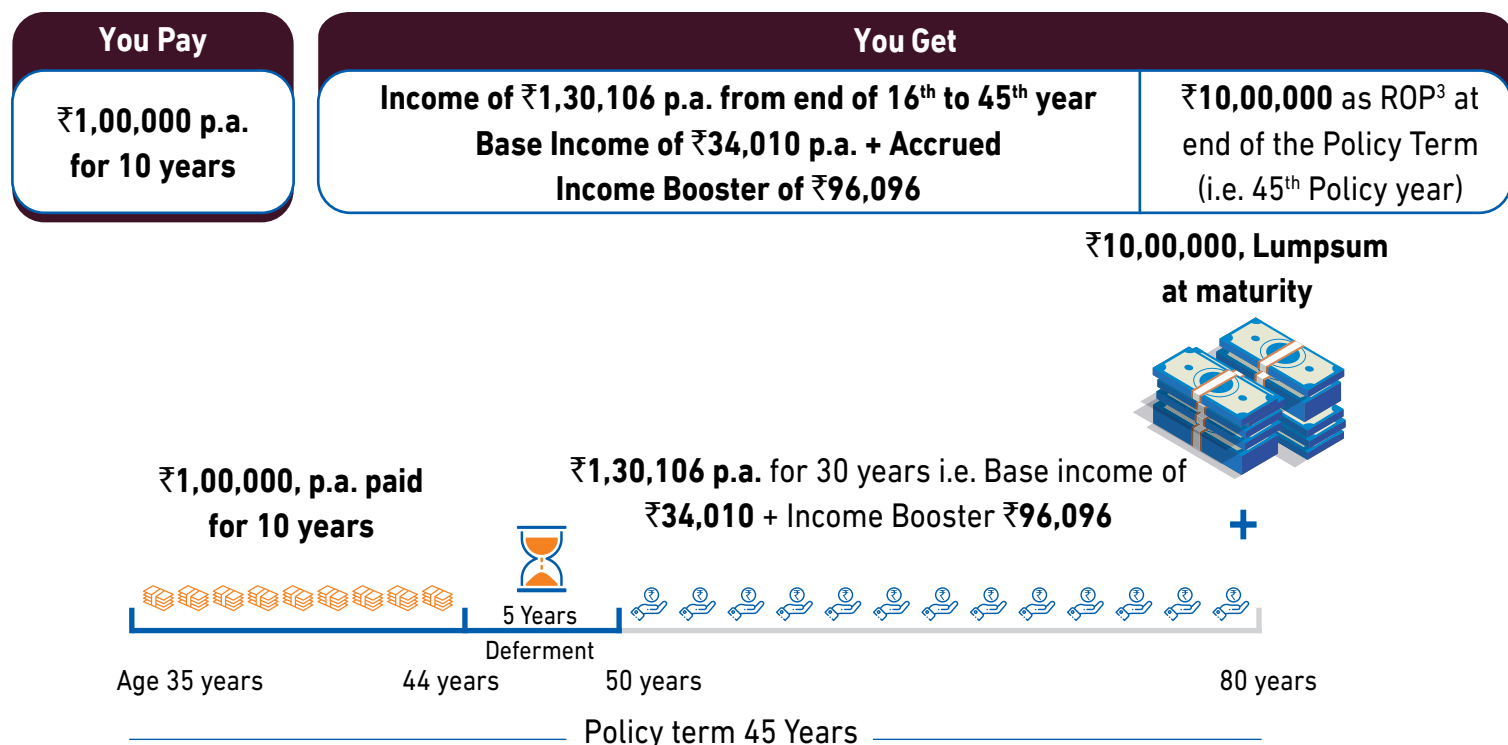 You Pay
₹1,00,000 p.a.
for 10 years
You Get
Income of ₹1,30,106 p.a. from end of 16th to 45th year
Base Income of ₹34,010 p.a. + Accrued
Income Booster of ₹96,096
₹10,00,000 as ROP³ at
end of the Policy Term
(i.e. 45th Policy year)
₹10,00,000, Lumpsum
at maturity
₹1,00,000, p.a. paid
for 10 years
₹1,30,106 p.a. for 30 years i.e. Base income of
₹34,010 + Income Booster ₹96,096
+
5 Years
Deferment
Age 35 years
44 years
50 years
80 years
Policy term 45 Years